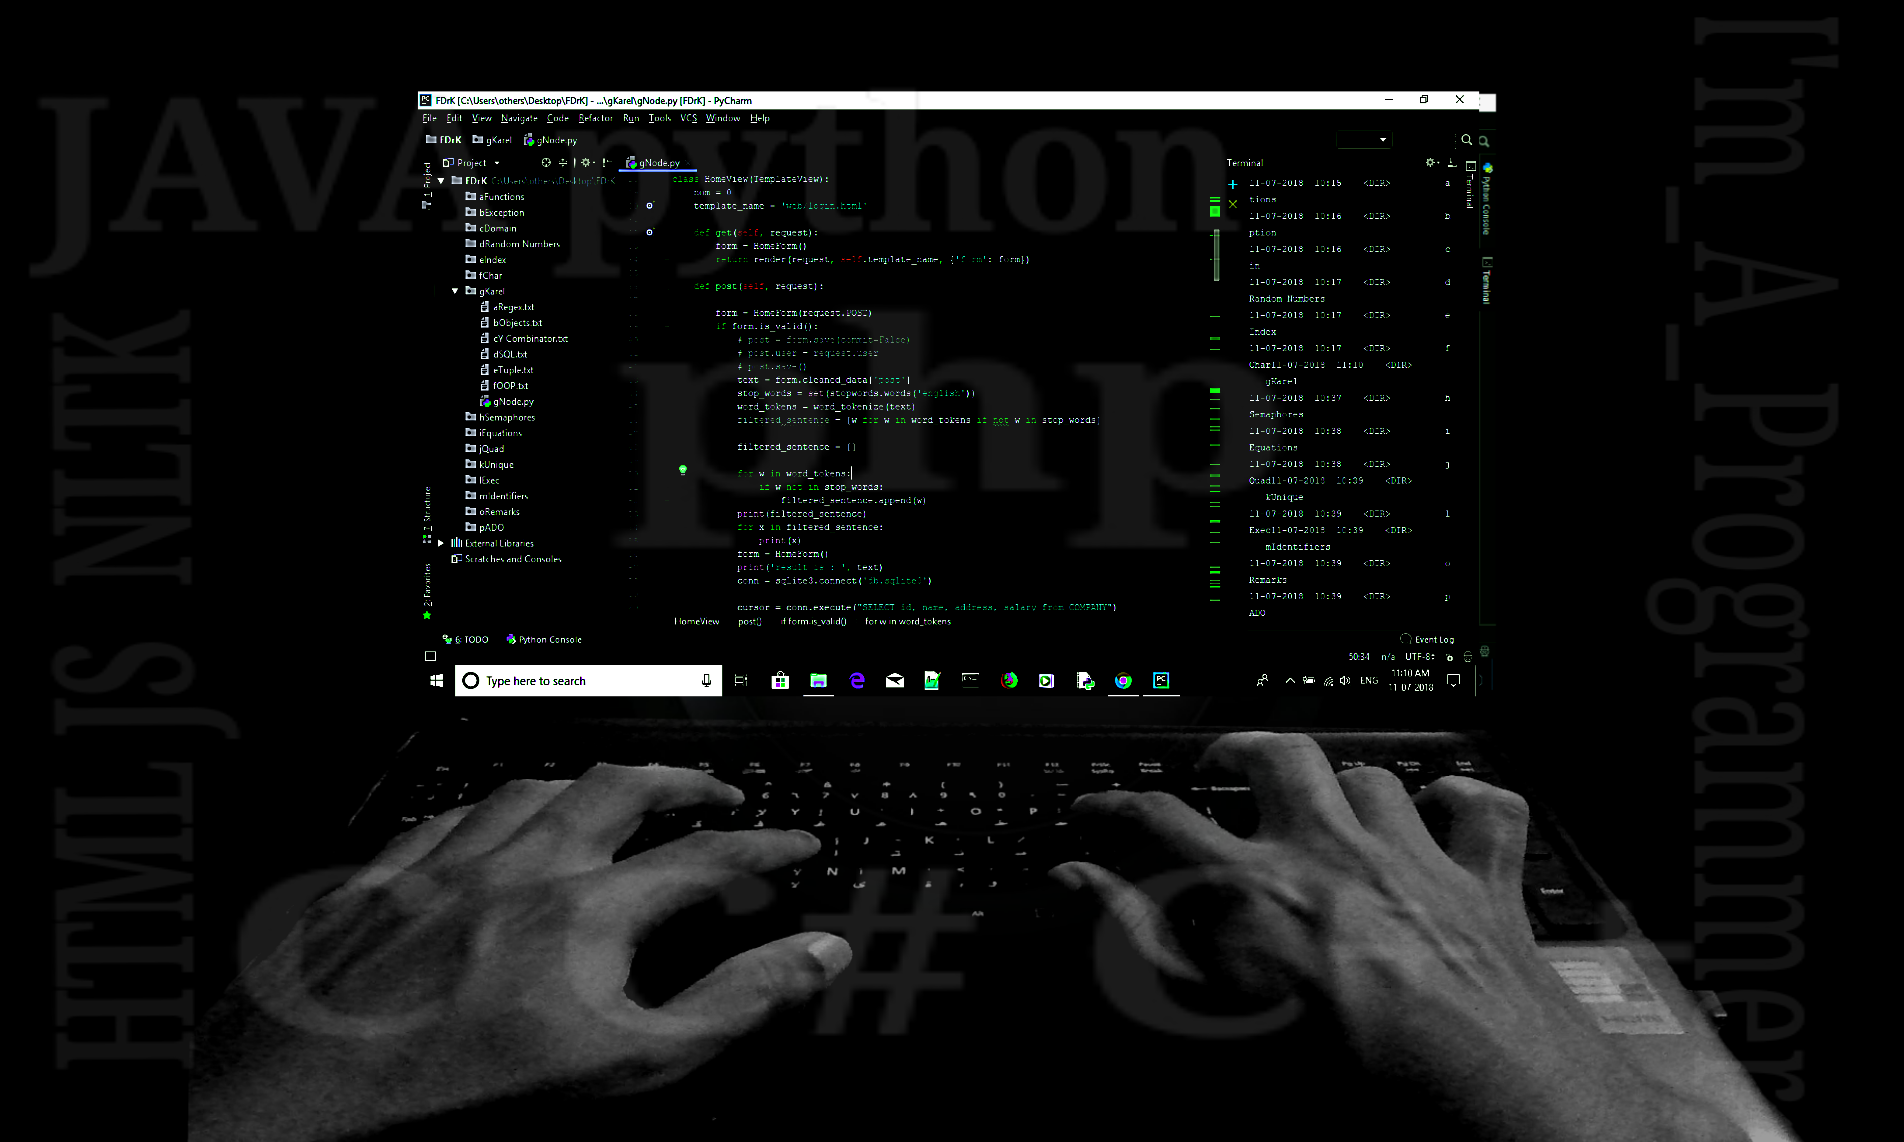 JAVA python
php
HTML JS NLTK
I'm_A_Programmer
C C# C++
FDrK [C:\Users\others\Desktop\FDrK] - ...\gKarel\gNode.py [FDrK] - PyCharm
File Edit View Navigate Code Refactor Run Tools VCS Window Help
FDrK gKarel gNode.py
Project
gNode.py
1: Project
FDrK C:\Users\others\Desktop\FDrK
aFunctions
bException
cDomain
dRandom Numbers
eIndex
fChar
gKarel
aRegex.txt
bObjects.txt
cY Combinator.txt
dSQL.txt
eTuple.txt
fOOP.txt
gNode.py
hSemaphores
iEquations
jQuad
kUnique
lExec
mIdentifiers
oRemarks
pADO
External Libraries
Scratches and Consoles
Structure
2: Favorites
class HomeView(TemplateView):
num = 0
template_name = 'web/login.html'
def get(self, request):
form = HomeForm()
return render(request, self.template_name, {'form': form})
def post(self, request):
form = HomeForm(request.POST)
if form.is_valid():
# post = form.save(commit=False)
# post.user = request.user
# post.save()
text = form.cleaned_data['post']
stop_words = set(stopwords.words('english'))
word_tokens = word_tokenize(text)
filtered_sentence = [w for w in word_tokens if not w in stop_words]
filtered_sentence = []
for w in word_tokens:
if w not in stop_words:
filtered_sentence.append(w)
print(filtered_sentence)
for x in filtered_sentence:
print(x)
form = HomeForm()
print('result is : ', text)
conn = sqlite3.connect('db.sqlite3')
cursor = conn.execute("SELECT id, name, address, salary from COMPANY")
HomeView post() if form.is_valid() for w in word_tokens
Terminal
11-07-2018 10:15 <DIR> a
tions
11-07-2018 10:16 <DIR> b
ption
11-07-2018 10:16 <DIR> c
in
11-07-2018 10:17 <DIR> d
Random Numbers
11-07-2018 10:17 <DIR> e
Index
11-07-2018 10:17 <DIR> f
Char11-07-2018 11:10 <DIR>
gKarel
11-07-2018 10:37 <DIR> h
Semaphores
11-07-2018 10:38 <DIR> i
Equations
11-07-2018 10:38 <DIR> j
Quad11-07-2018 10:39 <DIR>
kUnique
11-07-2018 10:39 <DIR> l
Exec11-07-2018 10:39 <DIR>
mIdentifiers
11-07-2018 10:39 <DIR> o
Remarks
11-07-2018 10:39 <DIR> p
ADO
Terminal
Python Console
Terminal
6: TODO Python Console
Event Log
50:34 n/a UTF-8
Type here to search
PC
ENG
11:10 AM
11-07-2018
Y U I O P
J K L
N M